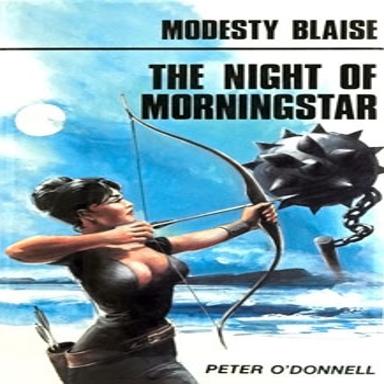 MODESTY BLAISE
THE NIGHT OF
MORNINGSTAR
PETER O'DONNELL